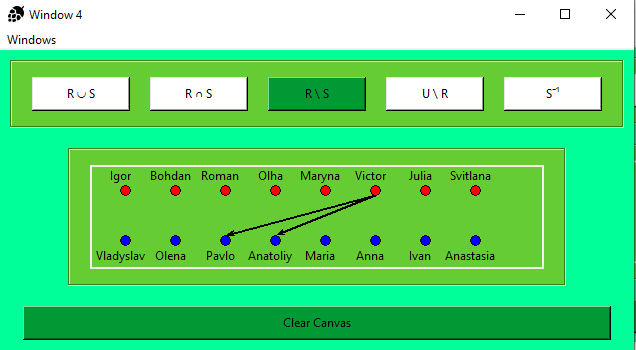 Window 4
Windows
R ∪ S R ∩ S R \ S U \ R S⁻¹
Igor Bohdan Roman Olha Maryna Victor Julia Svitlana
Vladyslav Olena Pavlo Anatoliy Maria Anna Ivan Anastasia
Clear Canvas